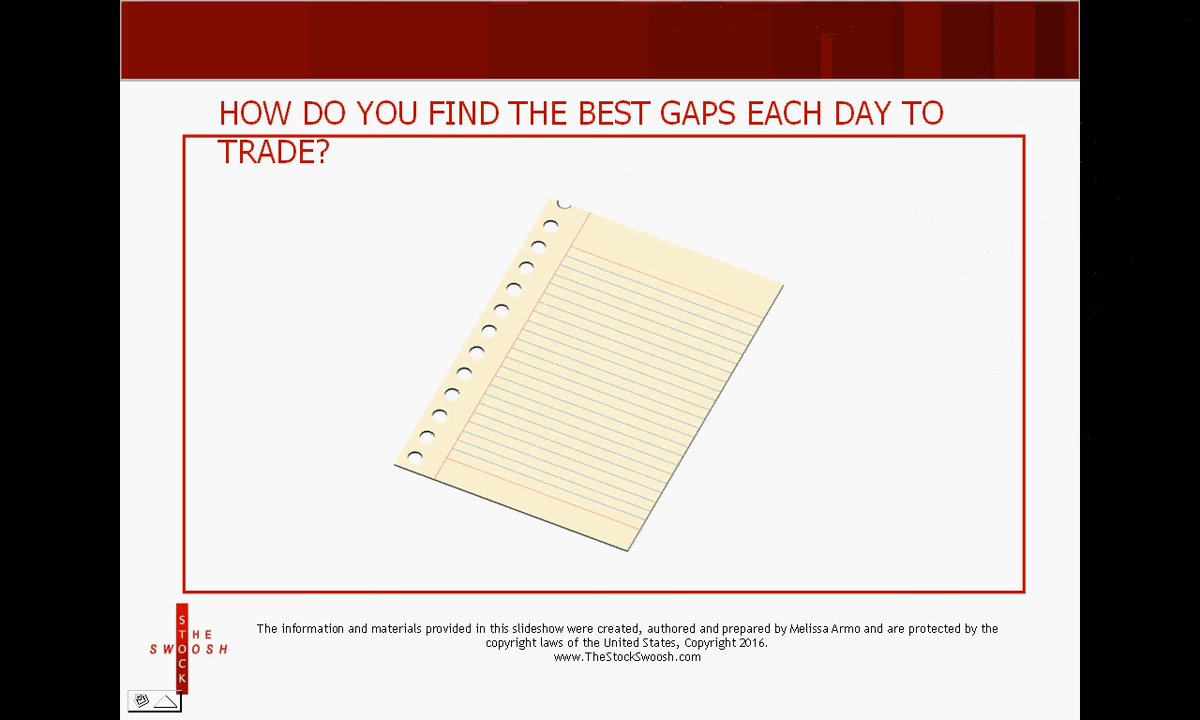 HOW DO YOU FIND THE BEST GAPS EACH DAY TO
TRADE?
THE
STOCK
SWOOSH
The information and materials provided in this slideshow were created, authored and prepared by Melissa Armo and are protected by the
copyright laws of the United States, Copyright 2016.
www.TheStockSwoosh.com